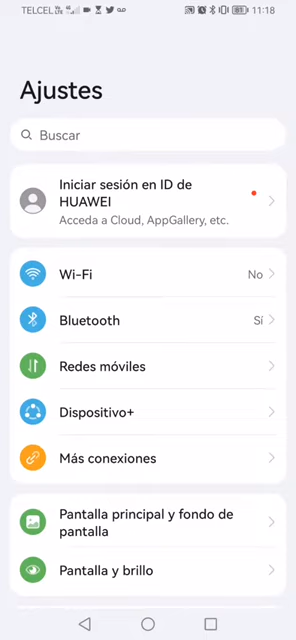 TELCEL 11:18
Ajustes
Buscar
Iniciar sesión en ID de
HUAWEI
Acceda a Cloud, AppGallery, etc.
Wi-Fi No
Bluetooth Sí
Redes móviles
Dispositivo+
Más conexiones
Pantalla principal y fondo de
pantalla
Pantalla y brillo